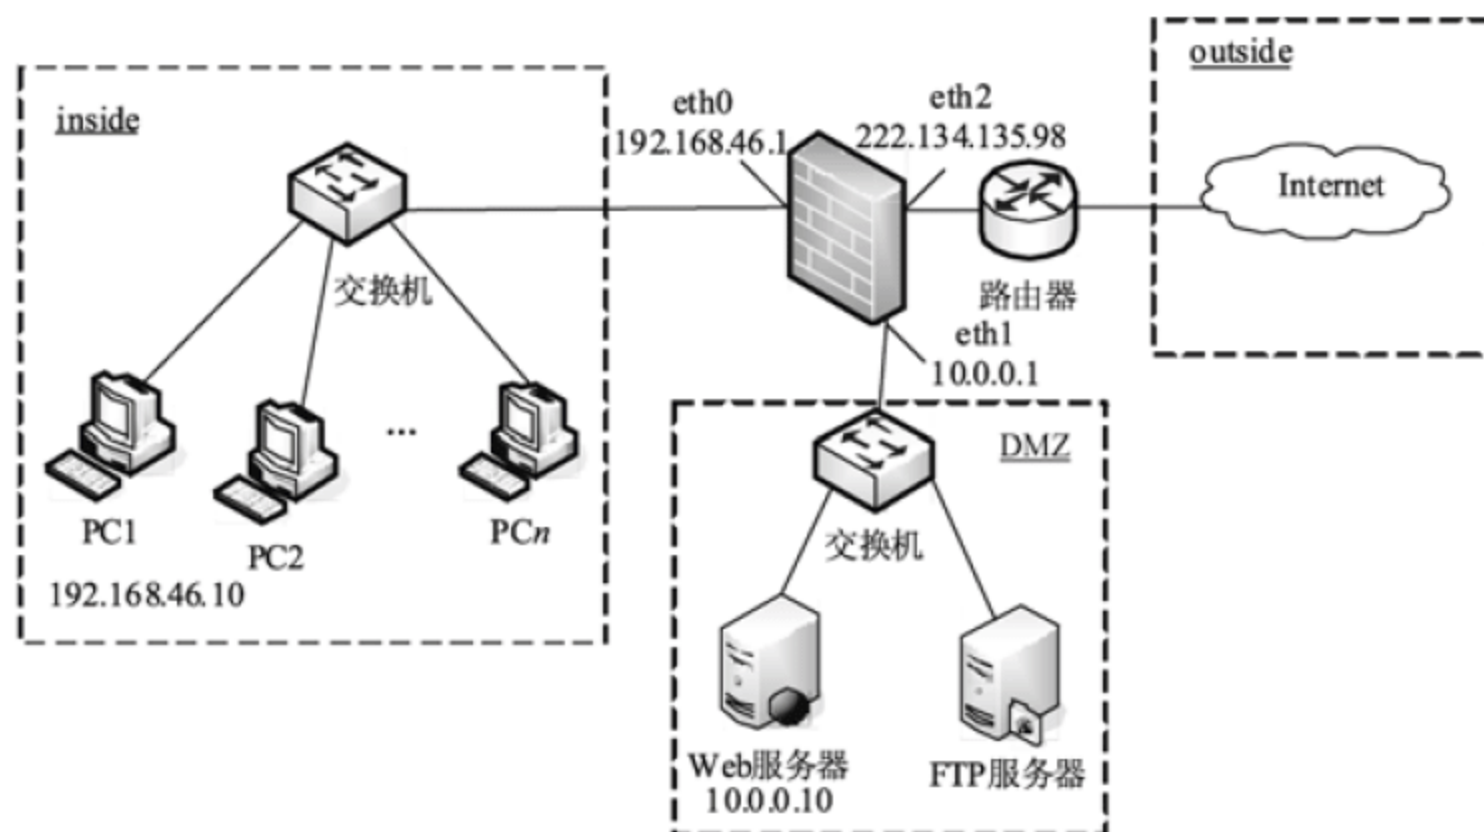 outside
inside
eth0
192.168.46.1
eth2
222.134.135.98
Internet
交换机
路由器
eth1
10.0.0.1
DMZ
...
PC1
PC2
PCn
192.168.46.10
交换机
Web服务器
10.0.0.10
FTP服务器